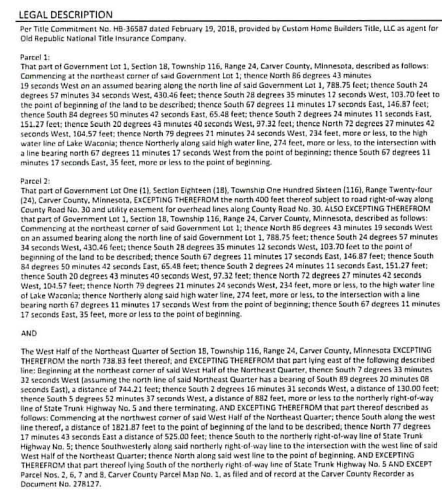 LEGAL DESCRIPTION
Per Title Commitment No. HB-36587 dated February 19, 2018, provided by Custom Home Builders Title, LLC as agent for
Old Republic National Title Insurance Company.
Parcel 1:
That part of Government Lot 1, Section 18, Township 116, Range 24, Carver County, Minnesota, described as follows:
Commencing at the northeast corner of said Government Lot 1; thence North 86 degrees 43 minutes
19 seconds West on an assumed bearing along the north line of said Government Lot 1, 788.75 feet; thence South 24
degrees 57 minutes 34 seconds West, 430.46 feet; thence South 28 degrees 35 minutes 12 seconds West, 103.70 feet to
the point of beginning of the land to be described; thence South 67 degrees 11 minutes 17 seconds East, 146.87 feet;
thence South 84 degrees 50 minutes 42 seconds East, 65.48 feet; thence South 2 degrees 24 minutes 11 seconds East,
151.27 feet; thence South 20 degrees 43 minutes 40 seconds West, 97.32 feet; thence North 72 degrees 27 minutes 42
seconds West, 104.57 feet; thence North 79 degrees 21 minutes 24 seconds West, 234 feet, more or less, to the high water
line of Lake Waconia; thence Northerly along said high water line, 274 feet, more or less, to the intersection with
a line bearing north 67 degrees 11 minutes 17 seconds West from the point of beginning; thence South 67 degrees 11
minutes 17 seconds East, 35 feet, more or less to the point of beginning.
Parcel 2:
That part of Government Lot One (1), Section Eighteen (18), Township One Hundred Sixteen (116), Range Twenty-four
(24), Carver County, Minnesota, EXCEPTING THEREFROM the north 400 feet thereof subject to road right-of-way along
County Road No. 30 and utility easement for overhead lines along County Road No. 30. ALSO EXCEPTING THEREFROM
that part of Government Lot 1, Section 18, Township 116, Range 24, Carver County, Minnesota, described as follows:
Commencing at the northeast corner of said Government Lot 1; thence North 86 degrees 43 minutes 19 seconds West
on an assumed bearing along the north line of said Government Lot 1, 788.75 feet; thence South 24 degrees 57 minutes
34 seconds West, 430.46 feet; thence South 28 degrees 35 minutes 12 seconds West, 103.70 feet to the point of
beginning of the land to be described; thence South 67 degrees 11 minutes 17 seconds East, 146.87 feet; thence South
84 degrees 50 minutes 42 seconds East, 65.48 feet; thence South 2 degrees 24 minutes 11 seconds East, 151.27 feet;
thence South 20 degrees 43 minutes 40 seconds West, 97.32 feet; thence North 72 degrees 27 minutes 42 seconds
West, 104.57 feet; thence North 79 degrees 21 minutes 24 seconds West, 234 feet, more or less, to the high water line
of Lake Waconia; thence Northerly along said high water line, 274 feet, more or less, to the intersection with a line
bearing north 67 degrees 11 minutes 17 seconds West from the point of beginning; thence South 67 degrees 11 minutes
17 seconds East, 35 feet, more or less to the point of beginning.
AND
The West Half of the Northeast Quarter of Section 18, Township 116, Range 24, Carver County, Minnesota EXCEPTING
THEREFROM the north 738.83 feet thereof; and EXCEPTING THEREFROM that part lying east of the following described
line: Beginning at the northeast corner of said West Half of the Northeast Quarter, thence South 7 degrees 33 minutes
32 seconds West (assuming the north line of said Northeast Quarter has a bearing of South 89 degrees 20 minutes 08
seconds East), a distance of 744.21 feet; thence South 2 degrees 16 minutes 31 seconds West, a distance of 130.00 feet;
thence South 5 degrees 52 minutes 37 seconds West, a distance of 882 feet, more or less to the northerly right-of-way
line of State Trunk Highway No. 5 and there terminating. AND EXCEPTING THEREFROM that part thereof described as
follows: Commencing at the northwest corner of said West Half of the Northeast Quarter; thence South along the west
line thereof, a distance of 1821.87 feet to the point of beginning of the land to be described; thence North 77 degrees
17 minutes 43 seconds East a distance of 525.00 feet; thence South to the northerly right-of-way line of State Trunk
Highway No. 5; thence Southwesterly along said northerly right-of-way line to the intersection with the west line of said
West Half of the Northeast Quarter; thence North along said west line to the point of beginning. AND EXCEPTING
THEREFROM that part thereof lying South of the northerly right-of-way line of State Trunk Highway No. 5 AND EXCEPT
Parcel Nos. 2, 6, 7 and 8, Carver County Parcel Map No. 1, as filed and of record at the Carver County Recorder as
Document No. 278127.